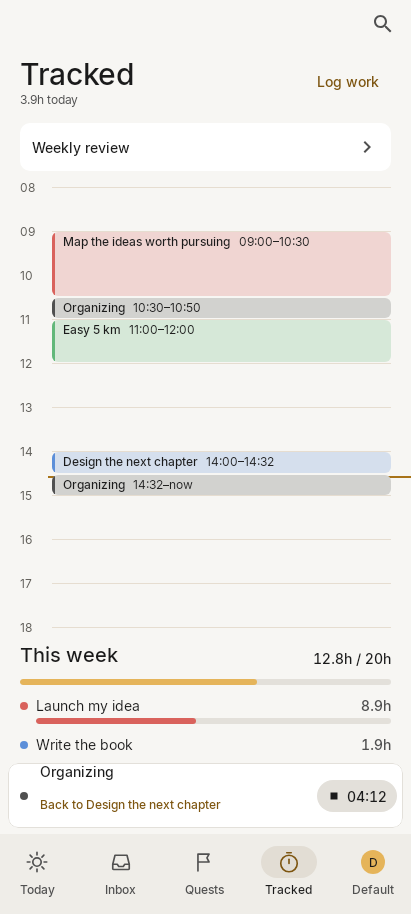 Tracked
3.9h today
Log work
Weekly review
08
09
Map the ideas worth pursuing 09:00–10:30
10
Organizing 10:30–10:50
11
Easy 5 km 11:00–12:00
12
13
14
Design the next chapter 14:00–14:32
Organizing 14:32–now
15
16
17
18
This week
12.8h / 20h
Launch my idea 8.9h
Write the book 1.9h
Organizing
Back to Design the next chapter
04:12
Today
Inbox
Quests
Tracked
D
Default